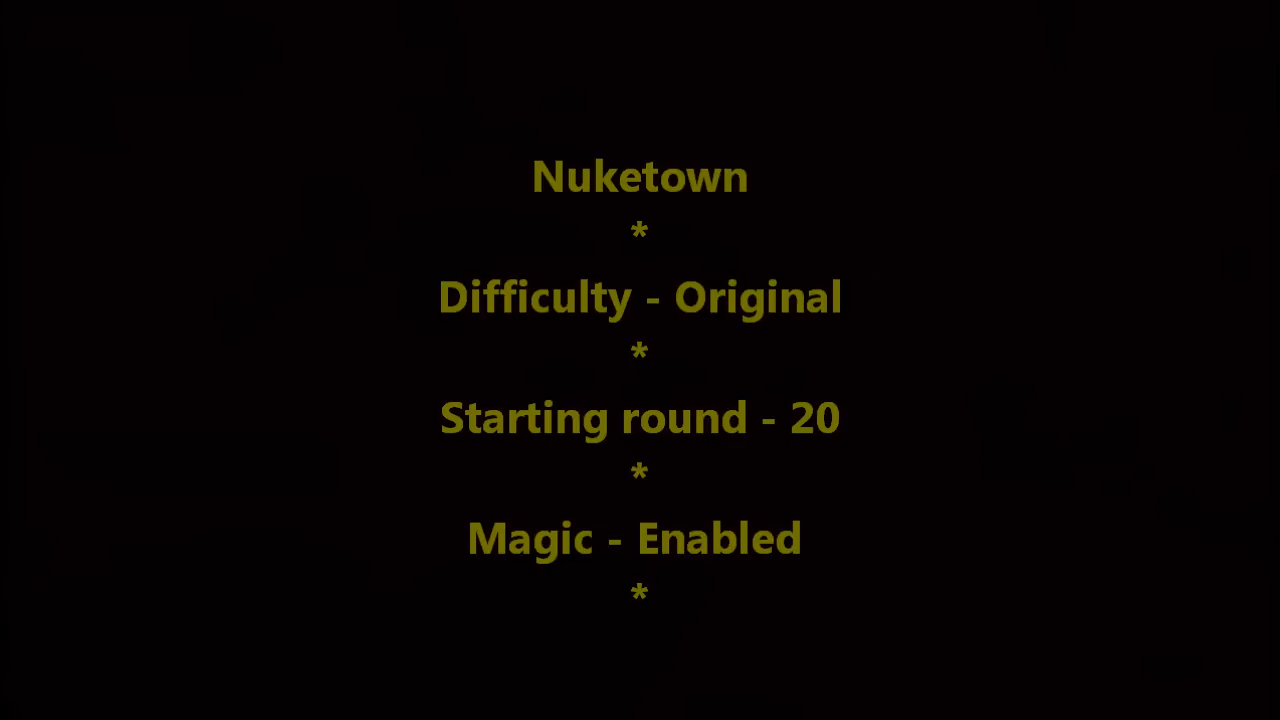 Nuketown
*
Difficulty - Original
*
Starting round - 20
*
Magic - Enabled
*